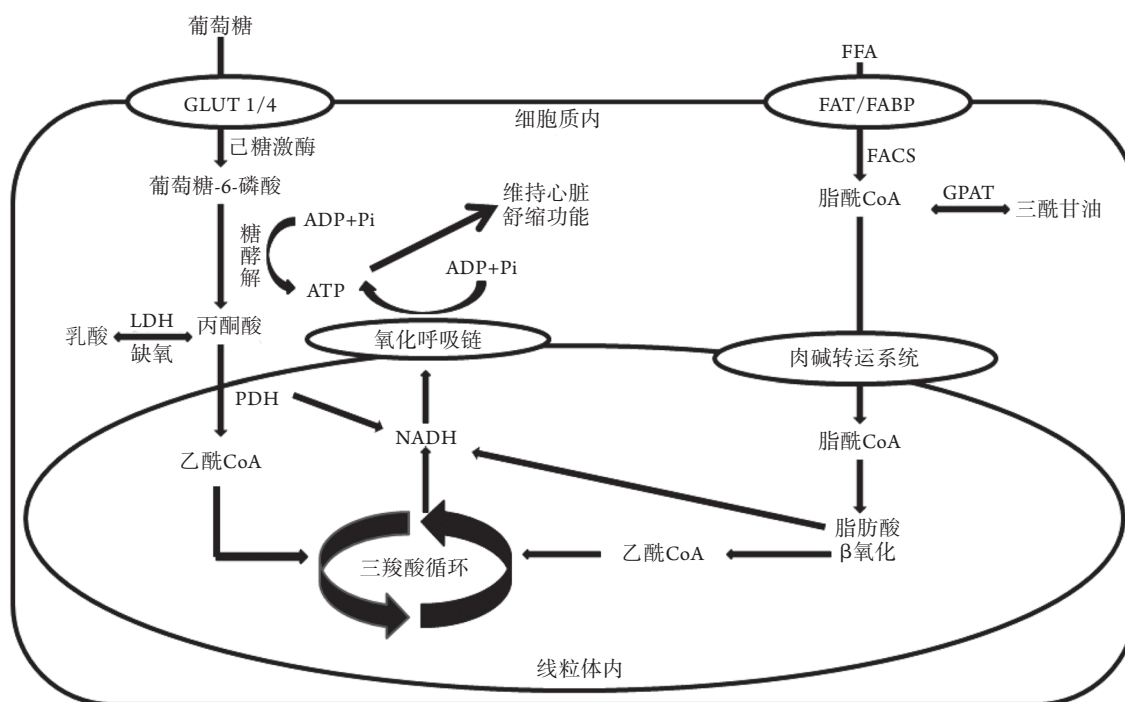 葡萄糖
FFA
GLUT 1/4
FAT/FABP
细胞质内
己糖激酶
FACS
葡萄糖-6-磷酸
维持心脏
舒缩功能
脂酰CoA
GPAT
三酰甘油
糖
酵
解
ADP+Pi
ATP
ADP+Pi
乳酸
LDH
缺氧
丙酮酸
氧化呼吸链
肉碱转运系统
PDH
NADH
脂酰CoA
乙酰CoA
脂肪酸
β氧化
乙酰CoA
三羧酸循环
线粒体内